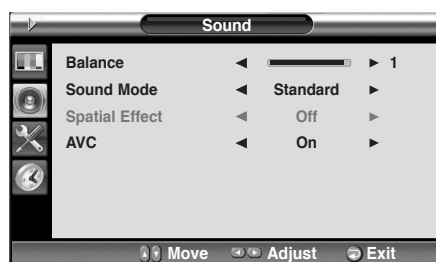 Sound
Balance 1
Sound Mode Standard
Spatial Effect Off
AVC On
Move Adjust Exit